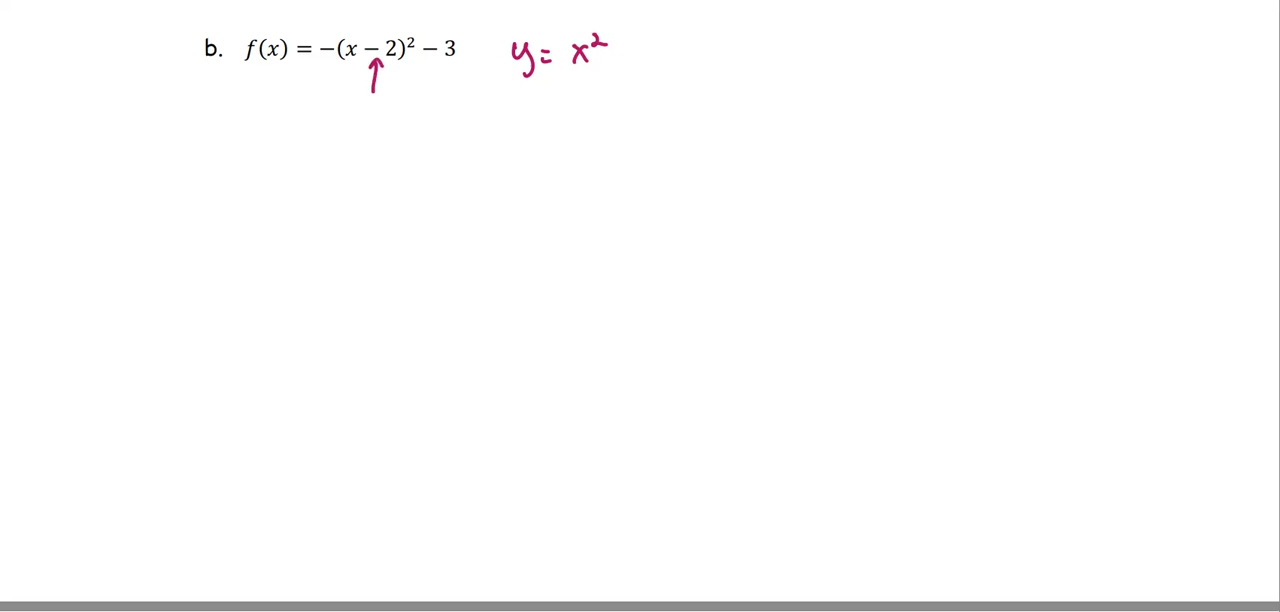 b. f(x) = −(x − 2)² − 3 y = x²